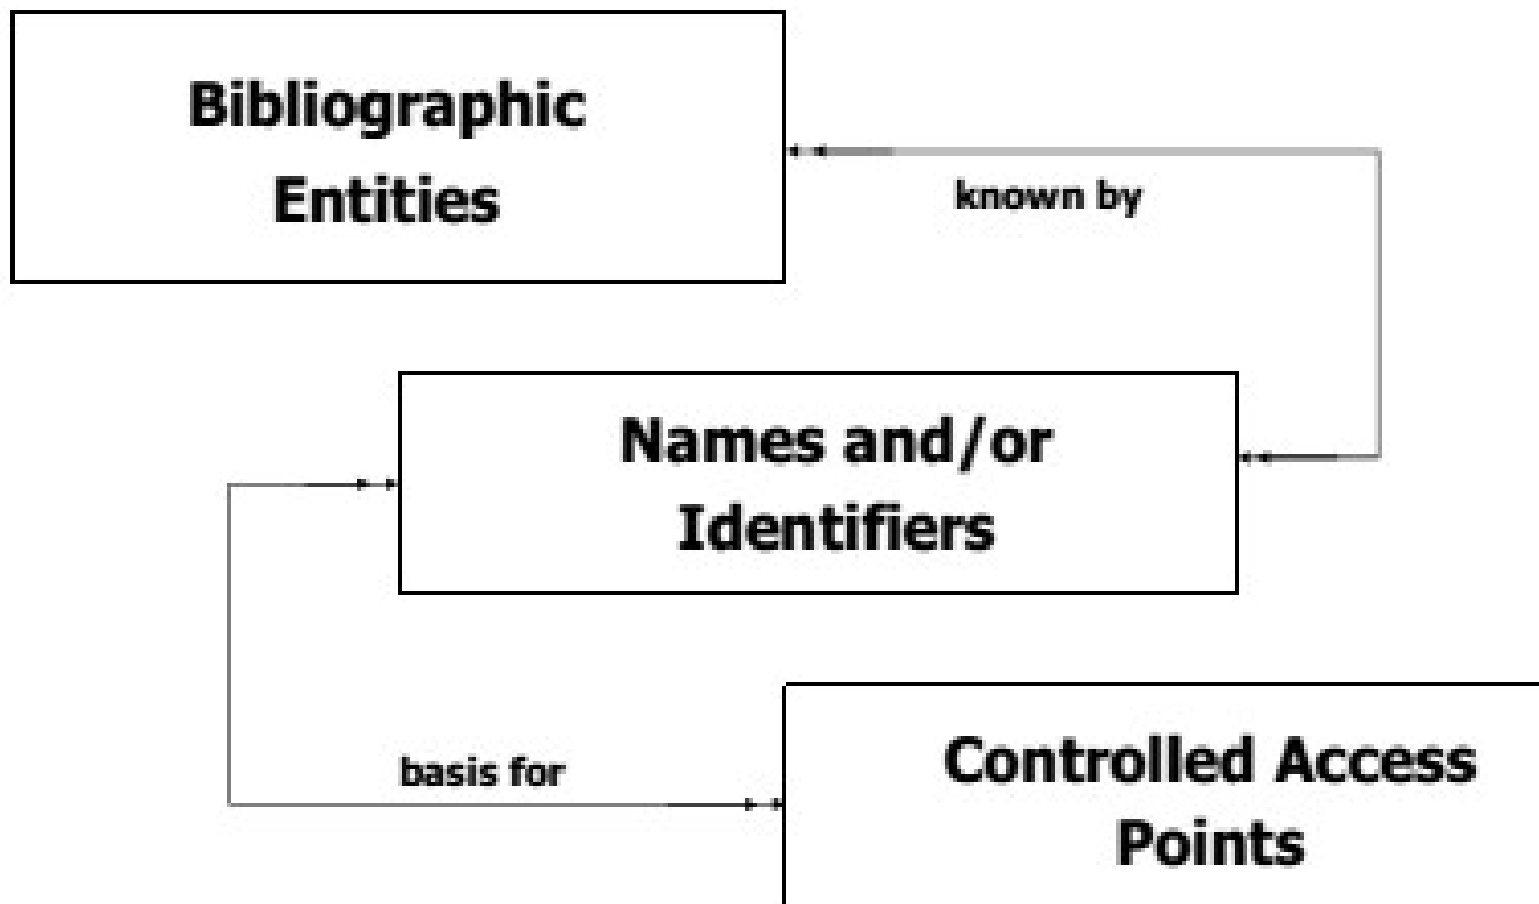 Bibliographic
Entities
known by
Names and/or
Identifiers
basis for
Controlled Access
Points